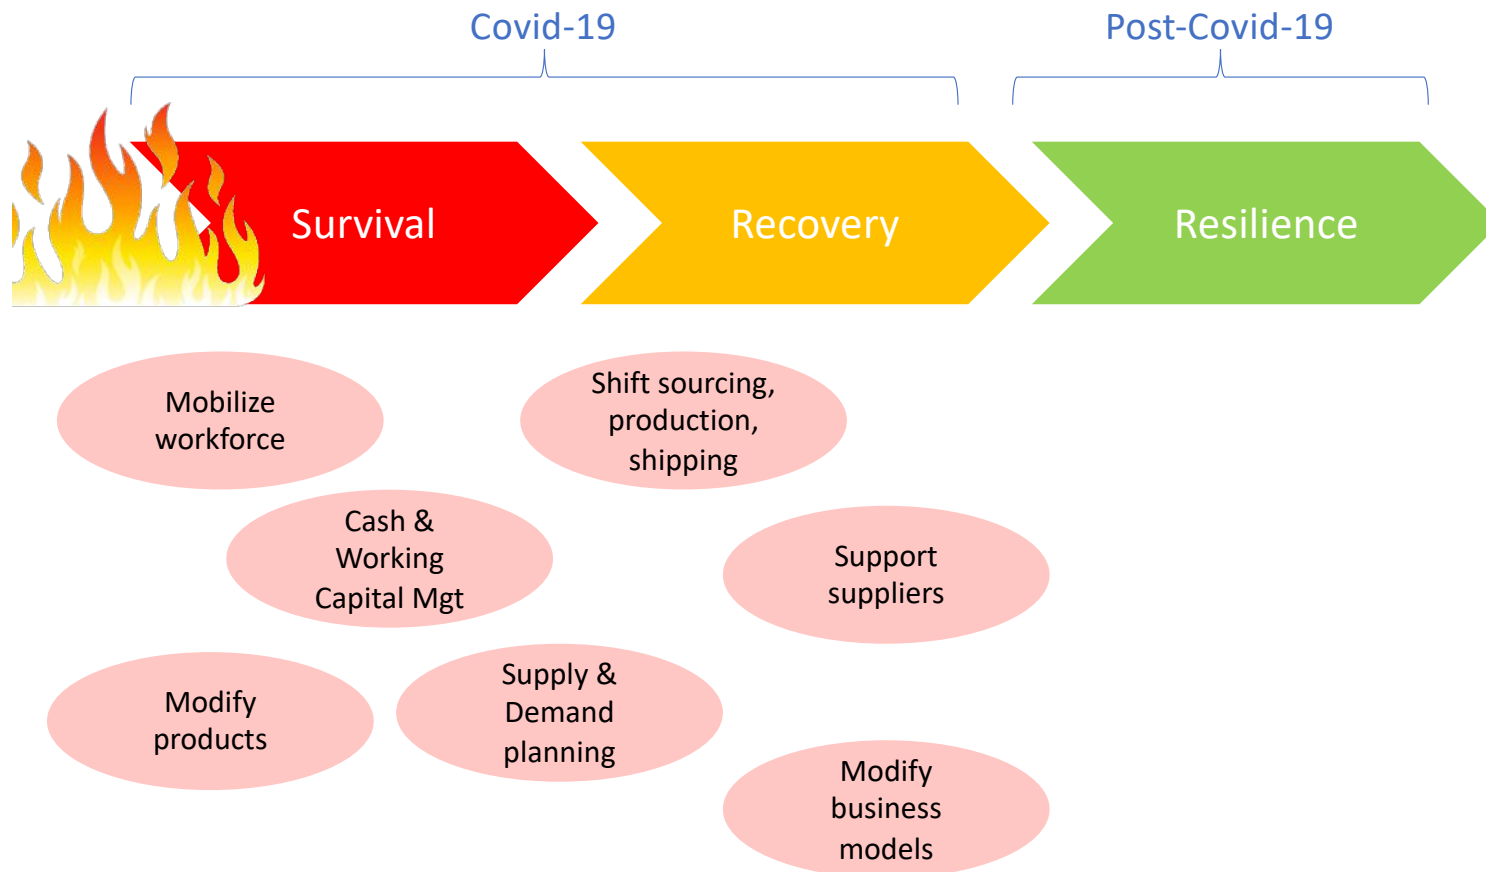 Covid-19
Post-Covid-19
Survival
Recovery
Resilience
Mobilize
workforce
Shift sourcing,
production,
shipping
Cash &
Working
Capital Mgt
Support
suppliers
Modify
products
Supply &
Demand
planning
Modify
business
models